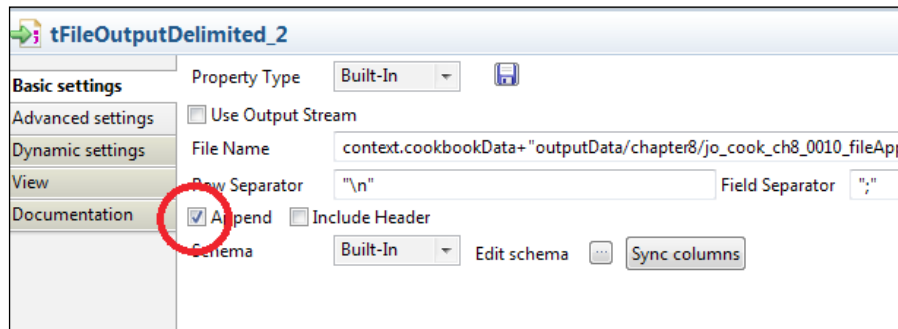 tFileOutputDelimited_2
Basic settings
Advanced settings
Dynamic settings
View
Documentation
Property Type Built-In
Use Output Stream
File Name context.cookbookData+"outputData/chapter8/jo_cook_ch8_0010_fileApp
Row Separator "\n" Field Separator ";"
Append Include Header
Schema Built-In Edit schema ... Sync columns